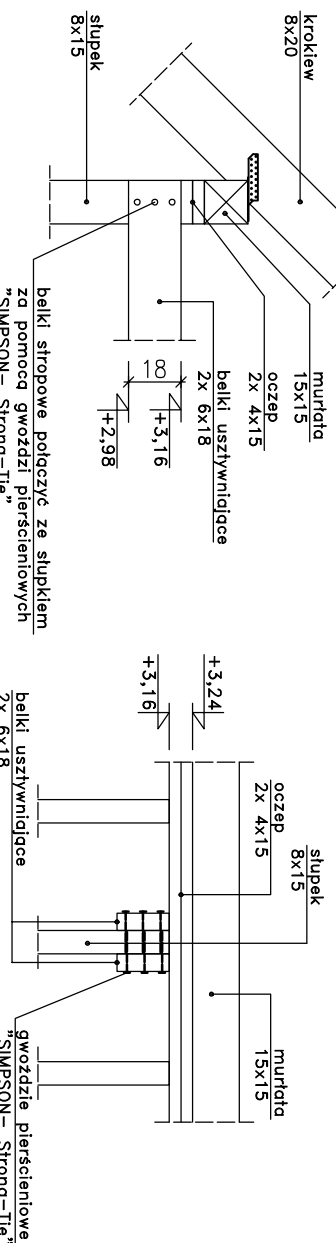 krokiew
8x20
murłata
15x15
oczep
2x 4x15
belki usztywniające
2x 6x18
18
+3,16
+2,98
słupek
8x15
belki stropowe połączyć ze słupkiem
za pomocą gwoździ pierścieniowych
"SIMPSON- Strong-Tie"
+3,24
+3,16
oczep
2x 4x15
słupek
8x15
murłata
15x15
belki usztywniające
2x 6x18
gwoździe pierścieniowe
"SIMPSON- Strong-Tie"